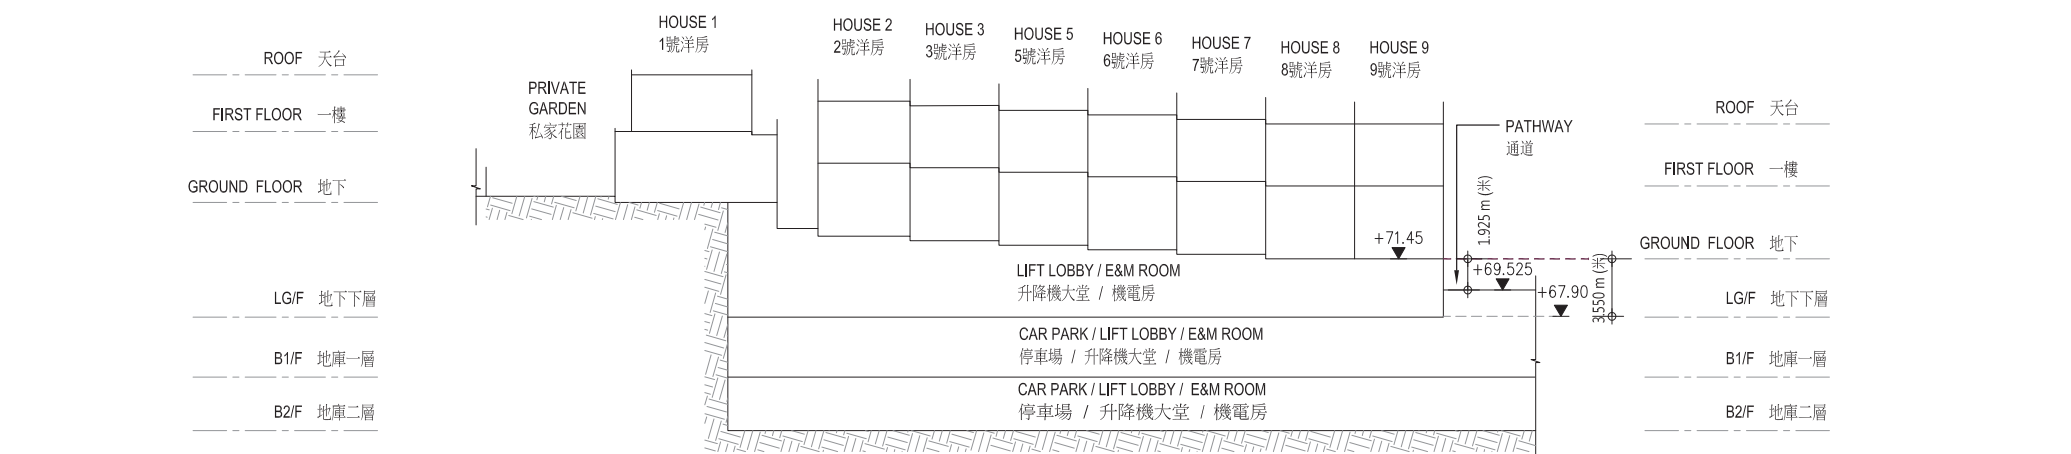 HOUSE 1
1號洋房
HOUSE 2
2號洋房
HOUSE 3
3號洋房
HOUSE 5
5號洋房
HOUSE 6
6號洋房
HOUSE 7
7號洋房
HOUSE 8
8號洋房
HOUSE 9
9號洋房
ROOF 天台
FIRST FLOOR 一樓
GROUND FLOOR 地下
LG/F 地下下層
B1/F 地庫一層
B2/F 地庫二層
PRIVATE
GARDEN
私家花園
LIFT LOBBY / E&M ROOM
升降機大堂 / 機電房
CAR PARK / LIFT LOBBY / E&M ROOM
停車場 / 升降機大堂 / 機電房
CAR PARK / LIFT LOBBY / E&M ROOM
停車場 / 升降機大堂 / 機電房
PATHWAY
通道
+71.45
1.925 m (米)
+69.525
+67.90
3.550 m (米)
ROOF 天台
FIRST FLOOR 一樓
GROUND FLOOR 地下
LG/F 地下下層
B1/F 地庫一層
B2/F 地庫二層